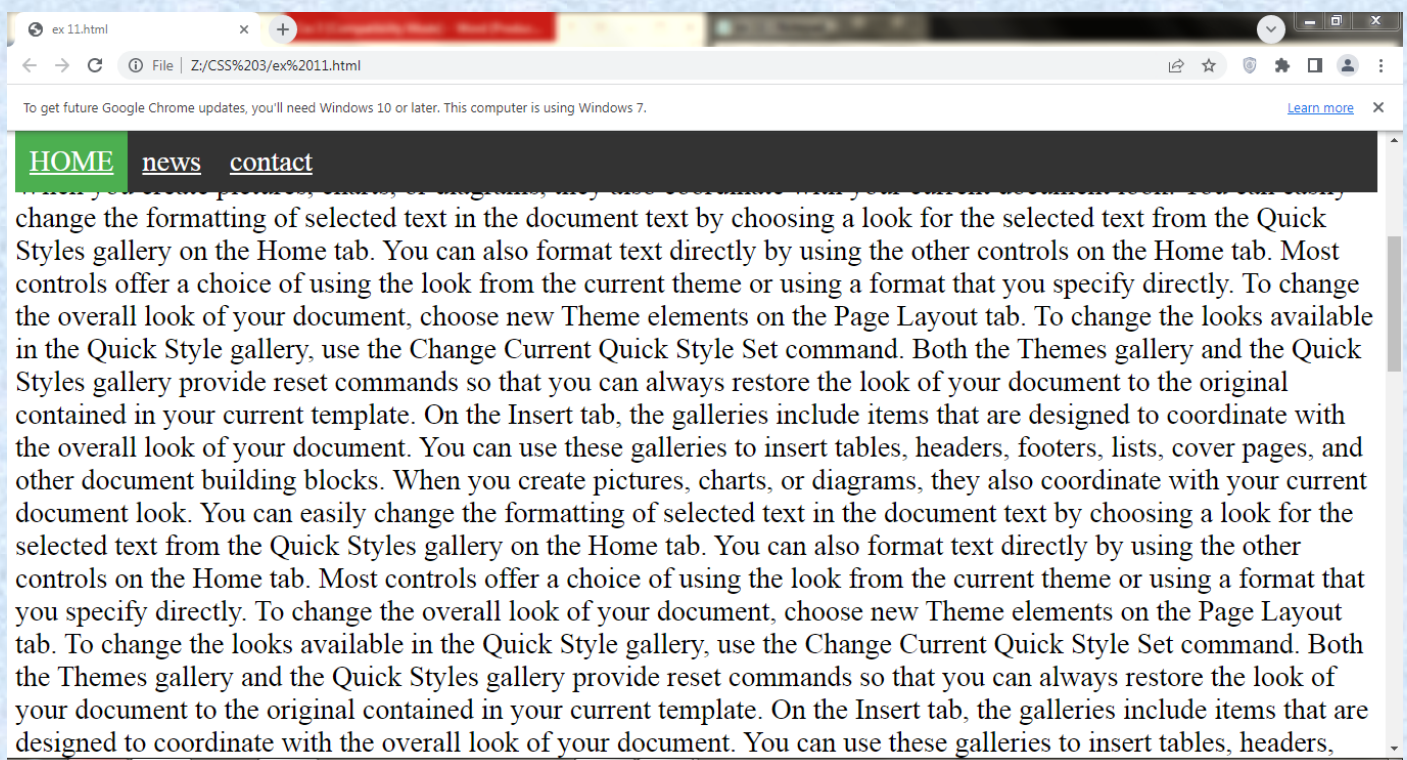 ex 11.html
File | Z:/CSS%203/ex%2011.html
To get future Google Chrome updates, you'll need Windows 10 or later. This computer is using Windows 7. Learn more
HOME news contact
When you create pictures, charts, or diagrams, they also coordinate with your current document look. You can easily
change the formatting of selected text in the document text by choosing a look for the selected text from the Quick
Styles gallery on the Home tab. You can also format text directly by using the other controls on the Home tab. Most
controls offer a choice of using the look from the current theme or using a format that you specify directly. To change
the overall look of your document, choose new Theme elements on the Page Layout tab. To change the looks available
in the Quick Style gallery, use the Change Current Quick Style Set command. Both the Themes gallery and the Quick
Styles gallery provide reset commands so that you can always restore the look of your document to the original
contained in your current template. On the Insert tab, the galleries include items that are designed to coordinate with
the overall look of your document. You can use these galleries to insert tables, headers, footers, lists, cover pages, and
other document building blocks. When you create pictures, charts, or diagrams, they also coordinate with your current
document look. You can easily change the formatting of selected text in the document text by choosing a look for the
selected text from the Quick Styles gallery on the Home tab. You can also format text directly by using the other
controls on the Home tab. Most controls offer a choice of using the look from the current theme or using a format that
you specify directly. To change the overall look of your document, choose new Theme elements on the Page Layout
tab. To change the looks available in the Quick Style gallery, use the Change Current Quick Style Set command. Both
the Themes gallery and the Quick Styles gallery provide reset commands so that you can always restore the look of
your document to the original contained in your current template. On the Insert tab, the galleries include items that are
designed to coordinate with the overall look of your document. You can use these galleries to insert tables, headers,